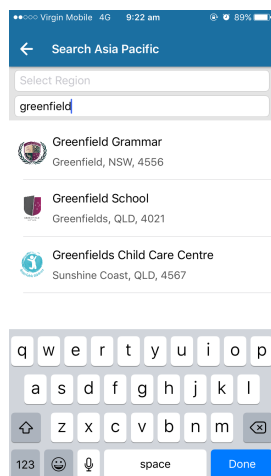 Virgin Mobile 4G 9:22 am 89%
Search Asia Pacific
Select Region
greenfield
Greenfield Grammar
Greenfield, NSW, 4556
Greenfield School
Greenfields, QLD, 4021
Greenfields Child Care Centre
Sunshine Coast, QLD, 4567
q w e r t y u i o p
a s d f g h j k l
z x c v b n m
123 space Done